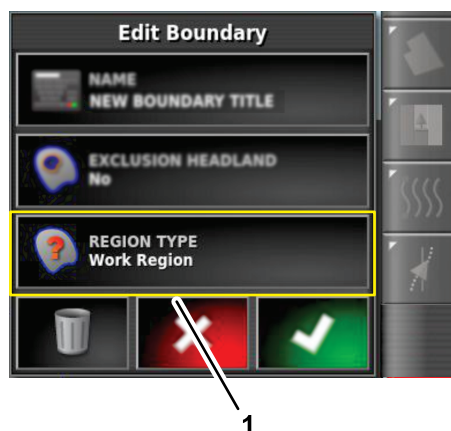 Edit Boundary
NAME
NEW BOUNDARY TITLE
EXCLUSION HEADLAND
No
REGION TYPE
Work Region
?
1